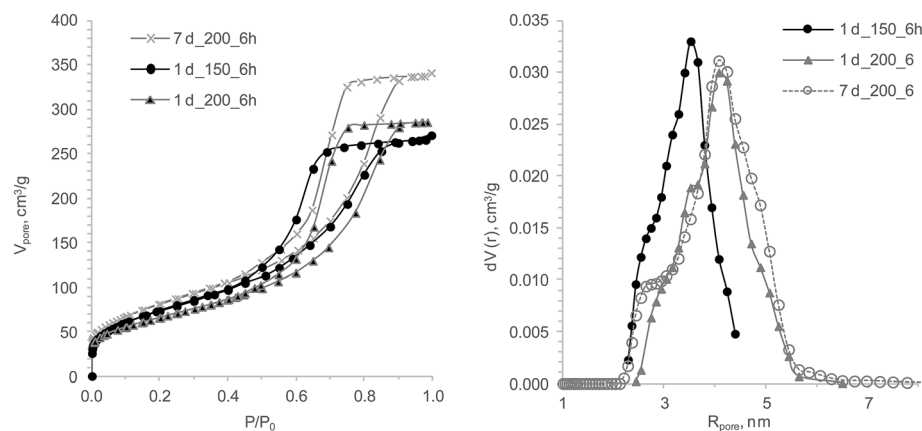 400
350
300
250
200
150
100
50
0
V_pore, cm³/g
7 d_200_6h
1 d_150_6h
1 d_200_6h
0.0 0.2 0.4 0.6 0.8 1.0
P/P₀
0.035
0.030
0.025
0.020
0.015
0.010
0.005
0.000
dV(r), cm³/g
1 d_150_6h
1 d_200_6
7 d_200_6
1 3 5 7
R_pore, nm